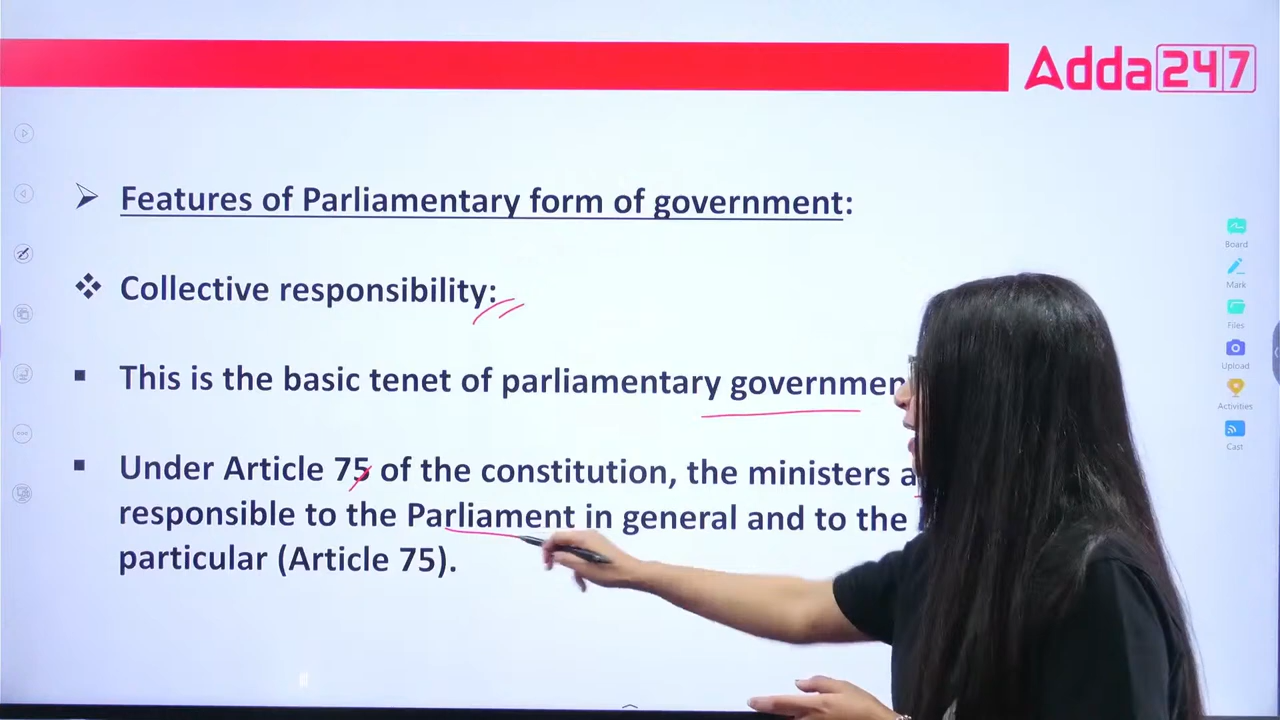 Adda247
Features of Parliamentary form of government:
Collective responsibility:
This is the basic tenet of parliamentary
Under Article 75 of the constitution, the ministers
responsible to the Parliament in general and to the
particular (Article 75).
Board
Mark
Files
Upload
Activities
Cast